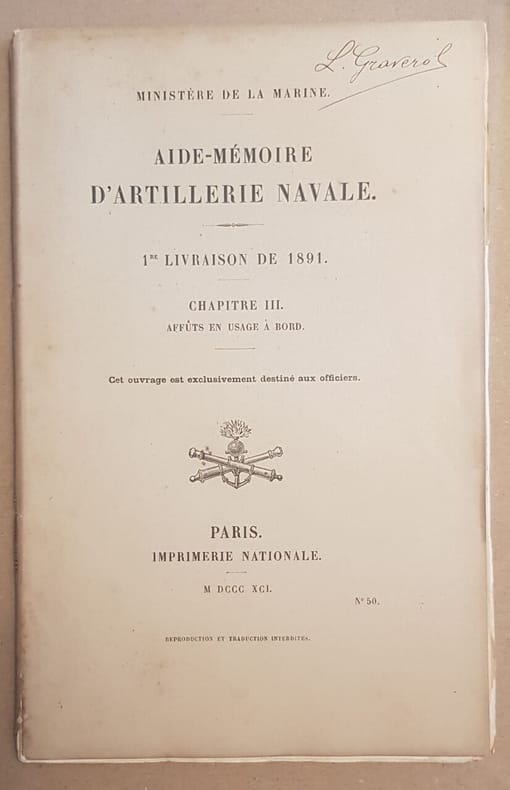 L. Graverol
MINISTÈRE DE LA MARINE.
AIDE-MÉMOIRE
D'ARTILLERIE NAVALE.
1RE LIVRAISON DE 1891.
CHAPITRE III.
AFFÛTS EN USAGE À BORD.
Cet ouvrage est exclusivement destiné aux officiers.
PARIS.
IMPRIMERIE NATIONALE.
M DCCC XCI.
N° 50.
REPRODUCTION ET TRADUCTION INTERDITES.